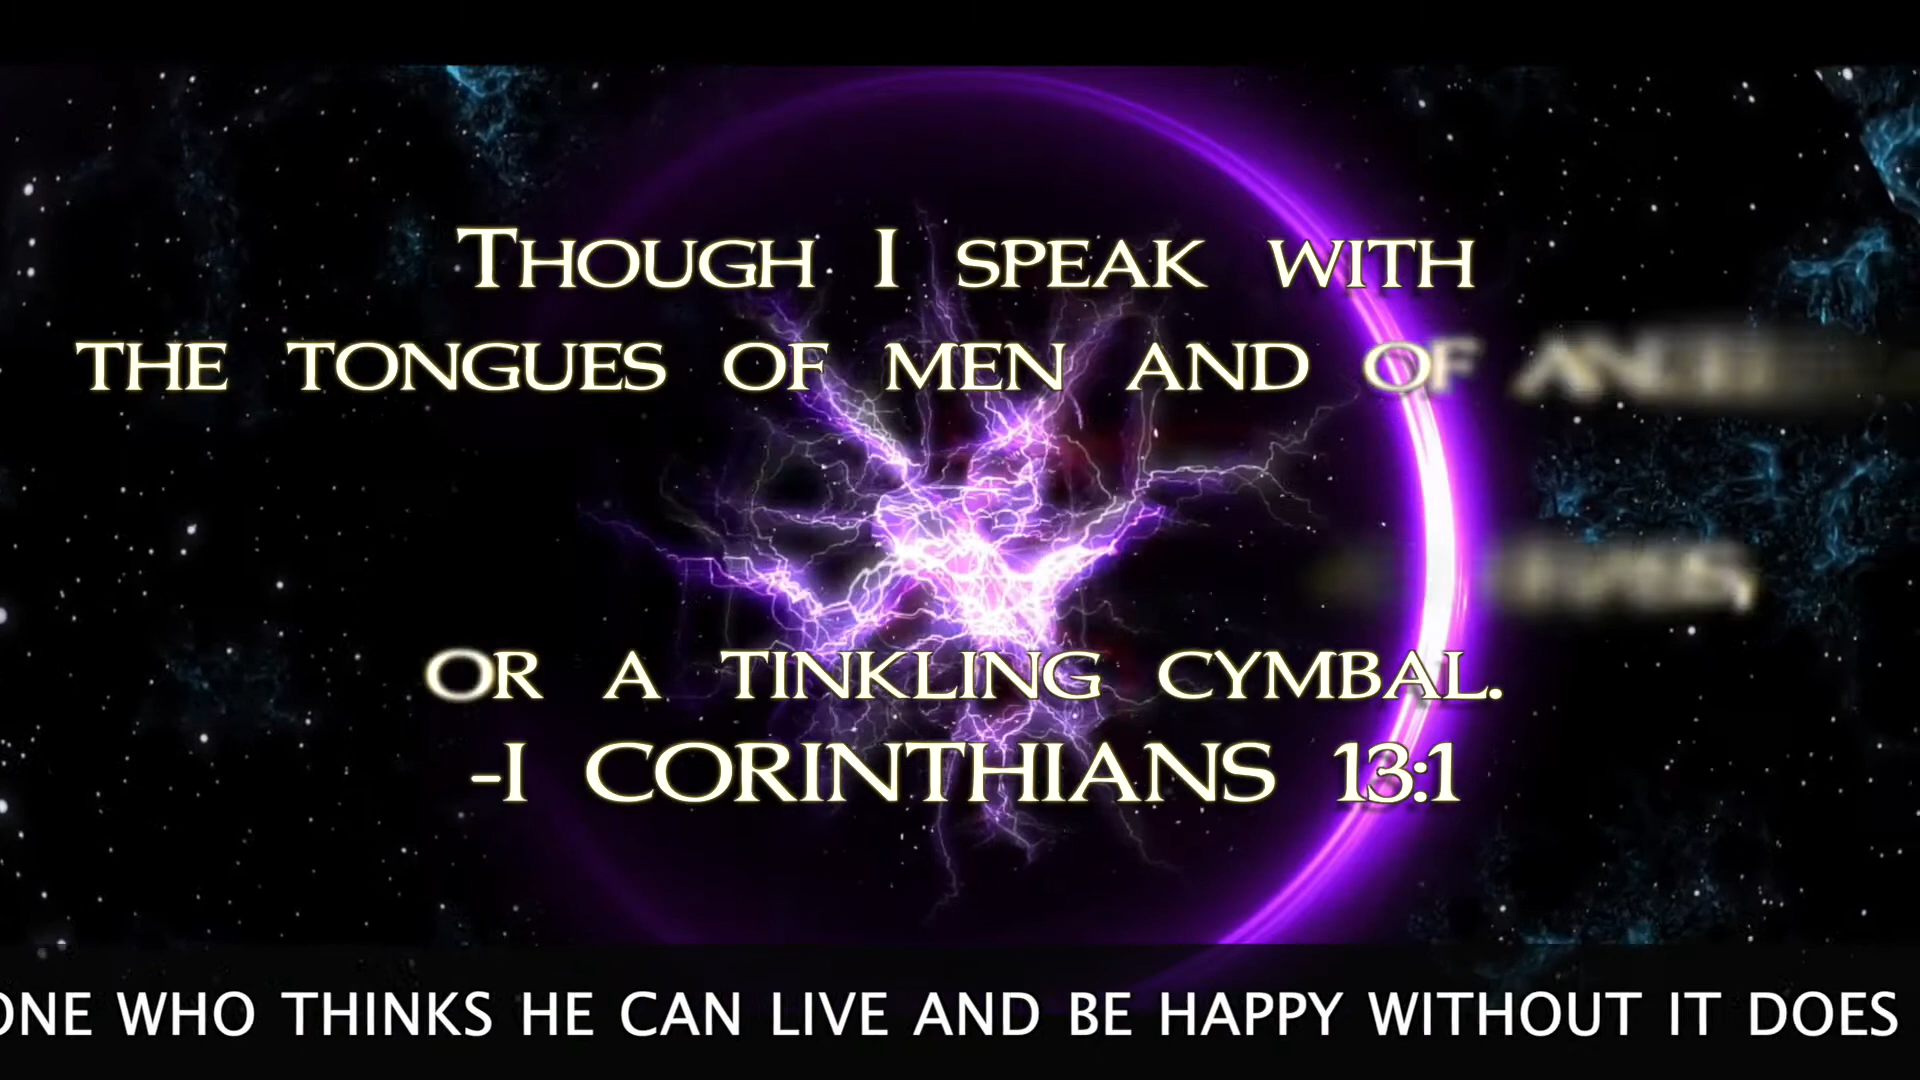 Though I speak with
the tongues of men and of
or a tinkling cymbal.
-I CORINTHIANS 13:1
ONE WHO THINKS HE CAN LIVE AND BE HAPPY WITHOUT IT DOES